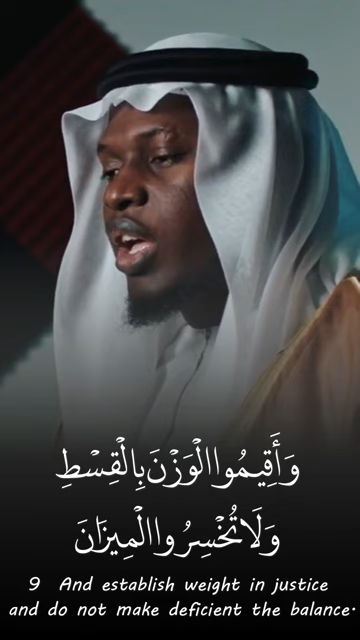 وَأَقِيمُوا الْوَزْنَ بِالْقِسْطِ
وَلَا تُخْسِرُوا الْمِيزَانَ
9 And establish weight in justice
and do not make deficient the balance.